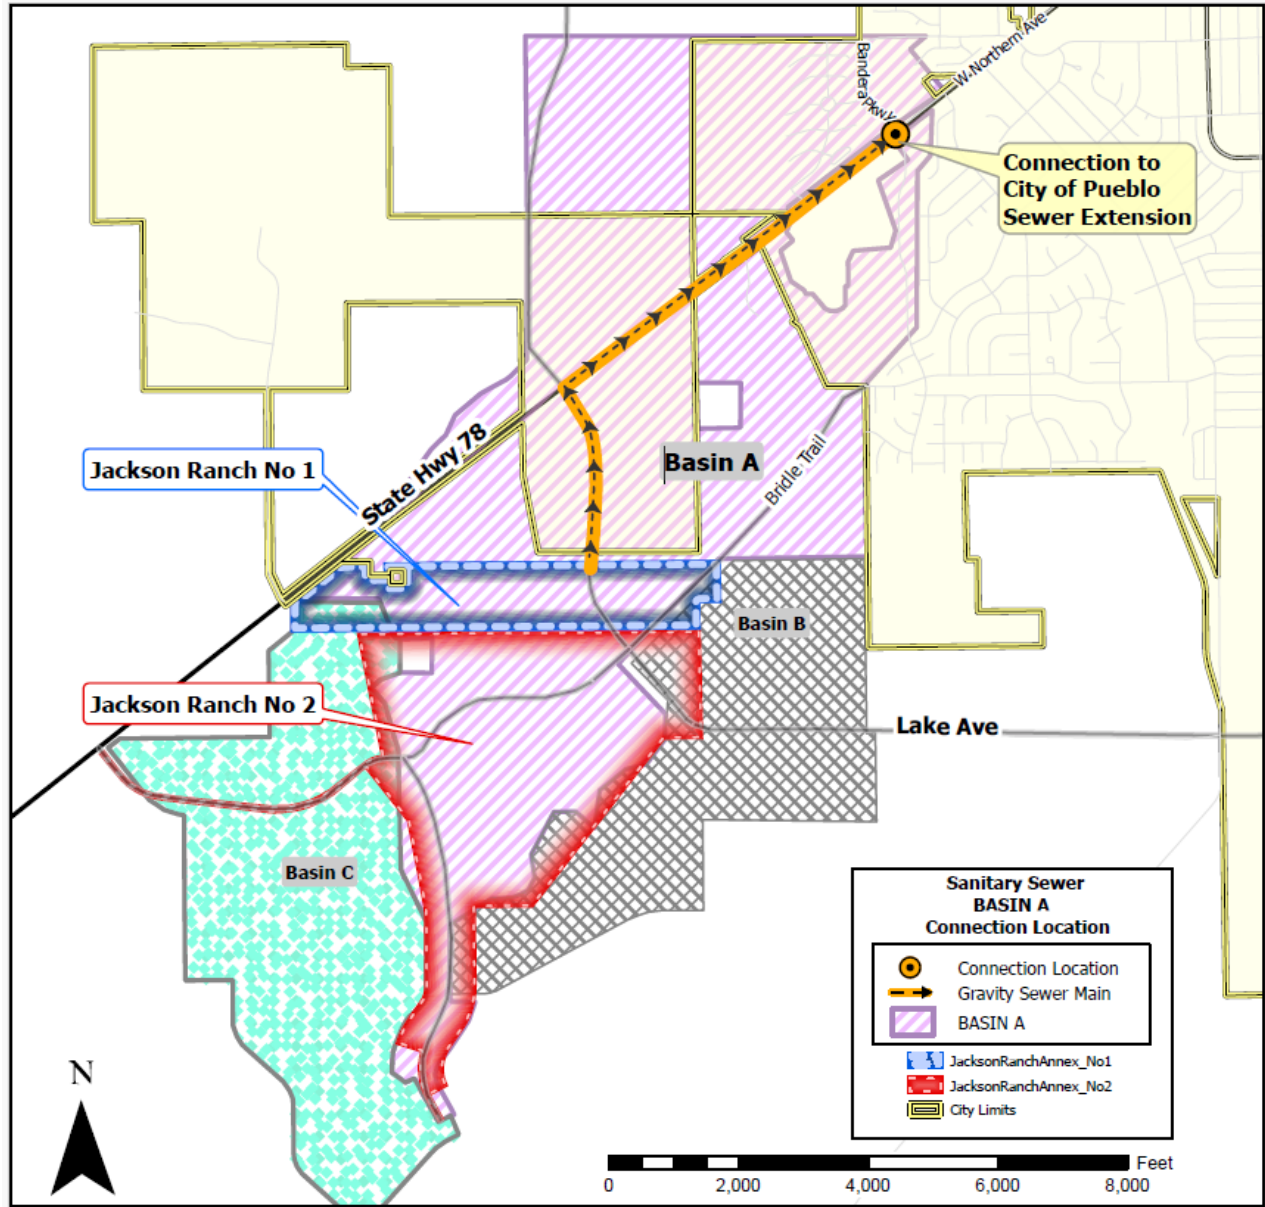 Bandera Pkwy
W Northern Ave
Connection to
City of Pueblo
Sewer Extension
State Hwy 78
Jackson Ranch No 1
Basin A
Bridle Trail
Basin B
Jackson Ranch No 2
Lake Ave
Basin C
Sanitary Sewer
BASIN A
Connection Location
Connection Location
Gravity Sewer Main
BASIN A
JacksonRanchAnnex_No1
JacksonRanchAnnex_No2
City Limits
N
Feet
0 2,000 4,000 6,000 8,000